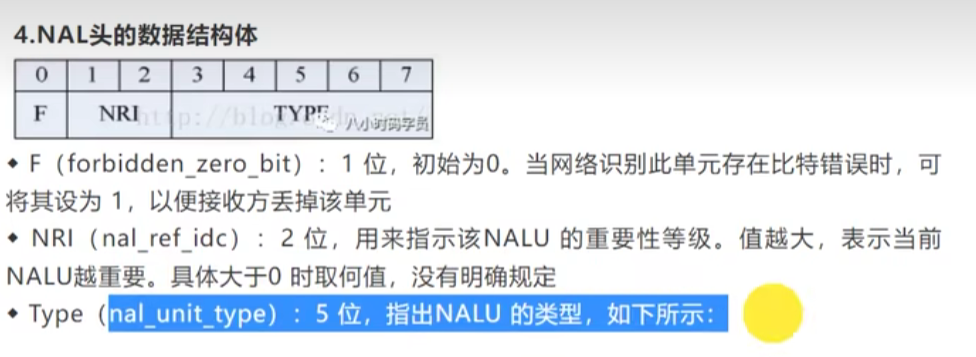 4.NAL头的数据结构体
0 1 2 3 4 5 6 7
F NRI TYPE
http://blog.csdn.net/
八小时码字员
◆ F（forbidden_zero_bit）：1 位，初始为0。当网络识别此单元存在比特错误时，可
将其设为 1，以便接收方丢掉该单元
◆ NRI（nal_ref_idc）：2 位，用来指示该NALU 的重要性等级。值越大，表示当前
NALU越重要。具体大于0 时取何值，没有明确规定
◆ Type（nal_unit_type）：5 位，指出NALU 的类型，如下所示：